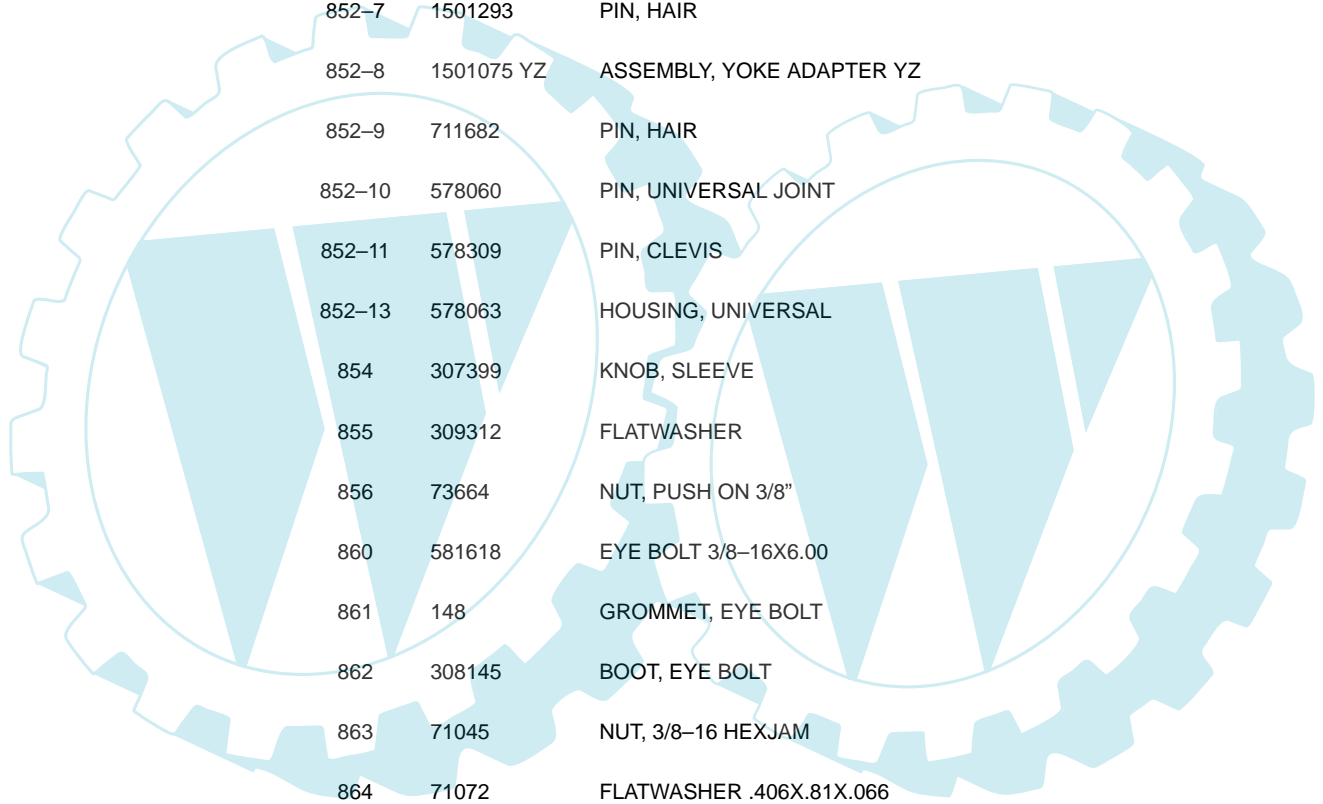 852–7 1501293 PIN, HAIR
852–8 1501075 YZ ASSEMBLY, YOKE ADAPTER YZ
852–9 711682 PIN, HAIR
852–10 578060 PIN, UNIVERSAL JOINT
852–11 578309 PIN, CLEVIS
852–13 578063 HOUSING, UNIVERSAL
854 307399 KNOB, SLEEVE
855 309312 FLATWASHER
856 73664 NUT, PUSH ON 3/8”
860 581618 EYE BOLT 3/8–16X6.00
861 148 GROMMET, EYE BOLT
862 308145 BOOT, EYE BOLT
863 71045 NUT, 3/8–16 HEXJAM
864 71072 FLATWASHER .406X.81X.066